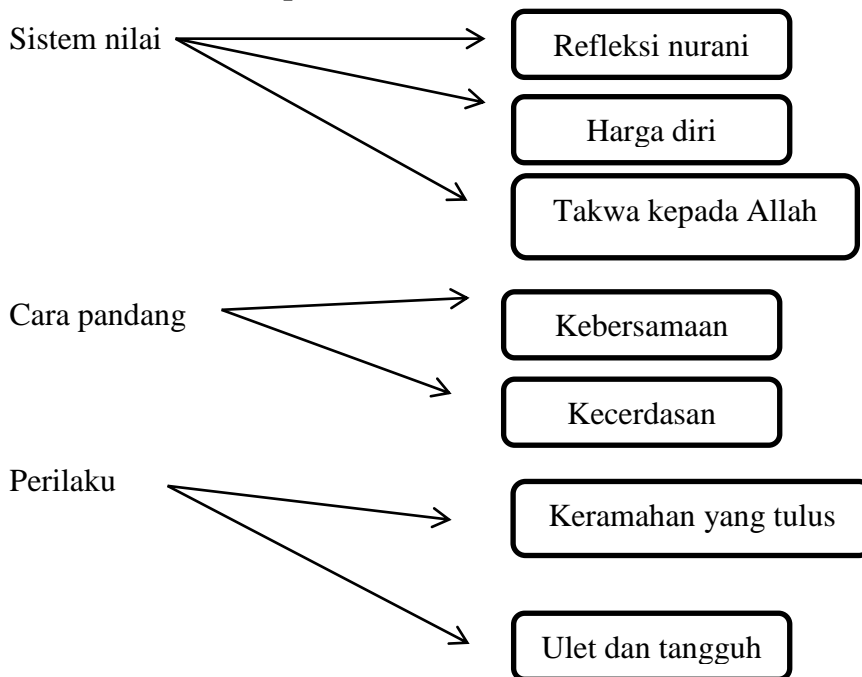 Sistem nilai
Refleksi nurani
Harga diri
Takwa kepada Allah
Cara pandang
Kebersamaan
Kecerdasan
Perilaku
Keramahan yang tulus
Ulet dan tangguh